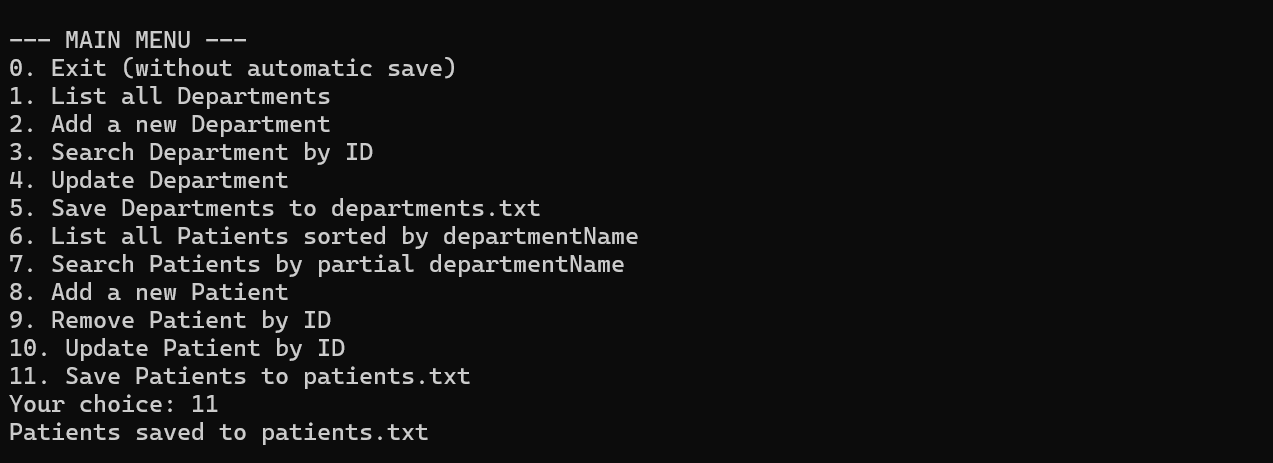 --- MAIN MENU ---
0. Exit (without automatic save)
1. List all Departments
2. Add a new Department
3. Search Department by ID
4. Update Department
5. Save Departments to departments.txt
6. List all Patients sorted by departmentName
7. Search Patients by partial departmentName
8. Add a new Patient
9. Remove Patient by ID
10. Update Patient by ID
11. Save Patients to patients.txt
Your choice: 11
Patients saved to patients.txt